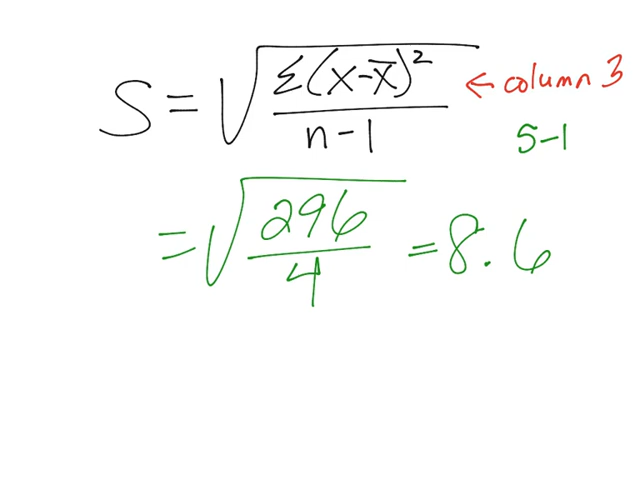 S = √(Σ(x-x̄)²/(n-1)) ← column 3
5-1
= √(296/4) = 8.6